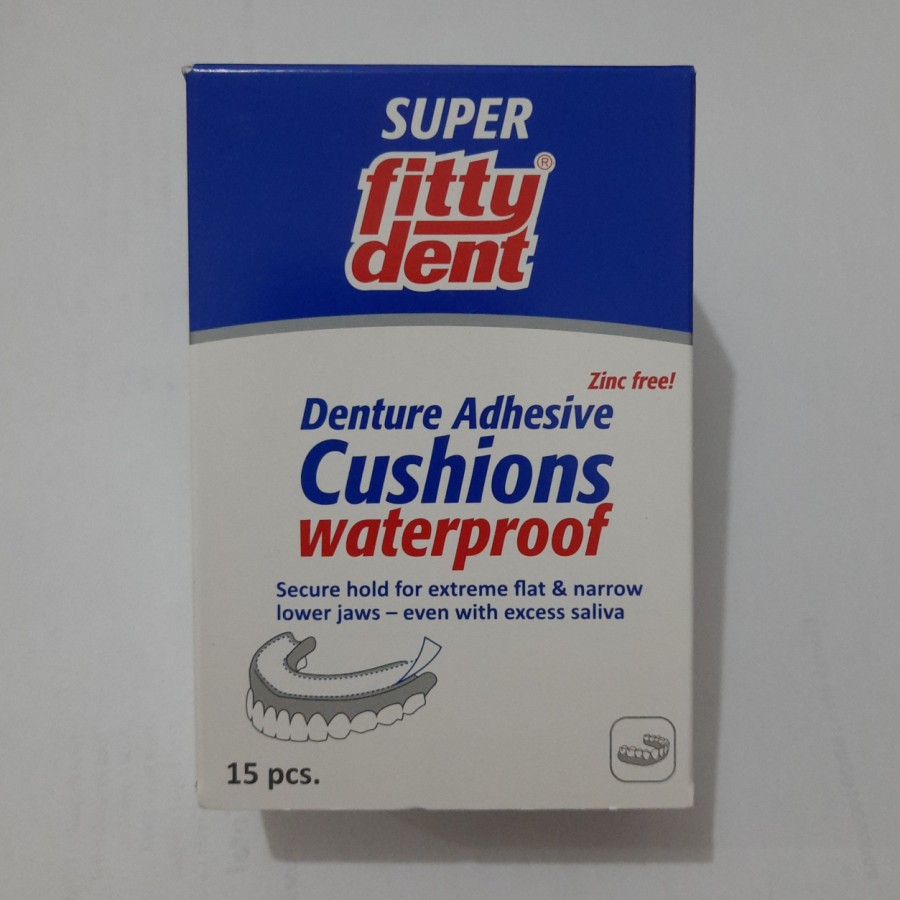 SUPER
fitty®
dent
Zinc free!
Denture Adhesive
Cushions
waterproof
Secure hold for extreme flat & narrow
lower jaws – even with excess saliva
15 pcs.